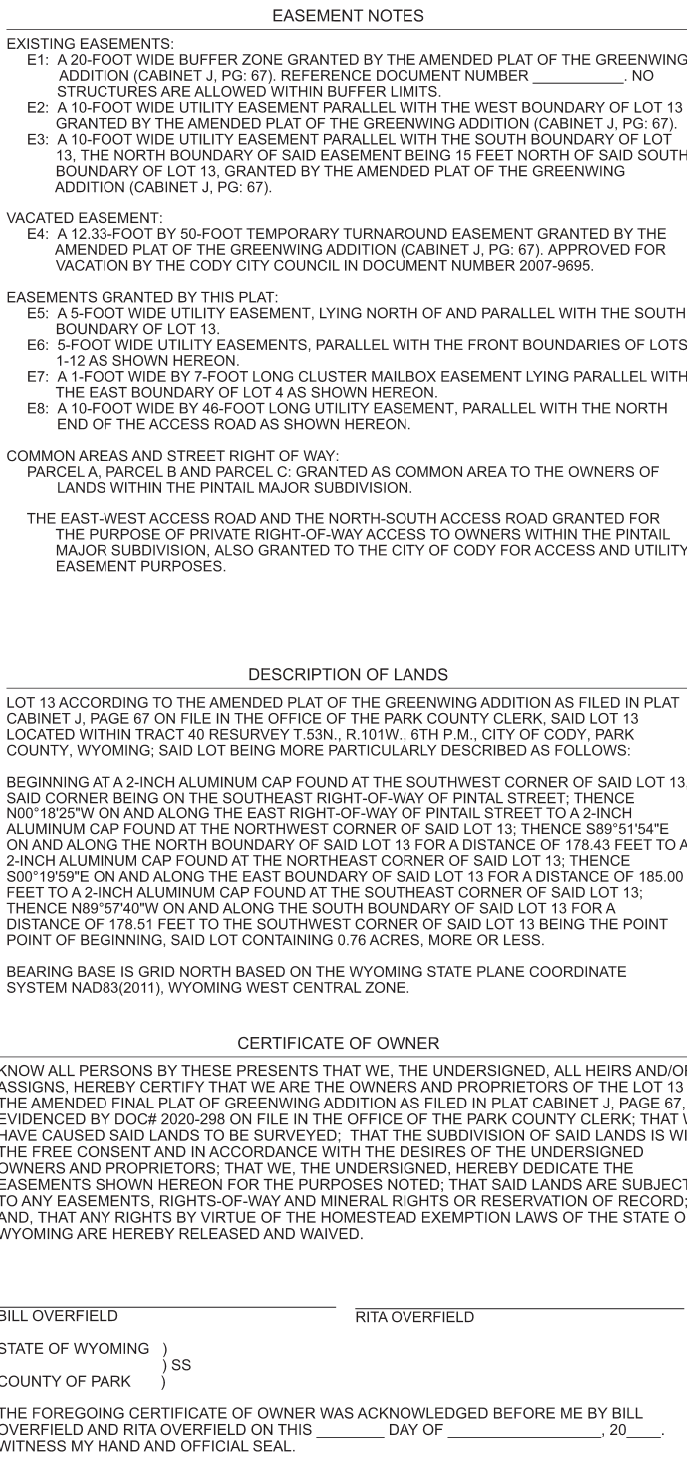 EASEMENT NOTES
EXISTING EASEMENTS:
E1: A 20-FOOT WIDE BUFFER ZONE GRANTED BY THE AMENDED PLAT OF THE GREENWING
ADDITION (CABINET J, PG: 67). REFERENCE DOCUMENT NUMBER ___________. NO
STRUCTURES ARE ALLOWED WITHIN BUFFER LIMITS.
E2: A 10-FOOT WIDE UTILITY EASEMENT PARALLEL WITH THE WEST BOUNDARY OF LOT 13
GRANTED BY THE AMENDED PLAT OF THE GREENWING ADDITION (CABINET J, PG: 67).
E3: A 10-FOOT WIDE UTILITY EASEMENT PARALLEL WITH THE SOUTH BOUNDARY OF LOT
13, THE NORTH BOUNDARY OF SAID EASEMENT BEING 15 FEET NORTH OF SAID SOUTH
BOUNDARY OF LOT 13, GRANTED BY THE AMENDED PLAT OF THE GREENWING
ADDITION (CABINET J, PG: 67).
VACATED EASEMENT:
E4: A 12.33-FOOT BY 50-FOOT TEMPORARY TURNAROUND EASEMENT GRANTED BY THE
AMENDED PLAT OF THE GREENWING ADDITION (CABINET J, PG: 67). APPROVED FOR
VACATION BY THE CODY CITY COUNCIL IN DOCUMENT NUMBER 2007-9695.
EASEMENTS GRANTED BY THIS PLAT:
E5: A 5-FOOT WIDE UTILITY EASEMENT, LYING NORTH OF AND PARALLEL WITH THE SOUTH
BOUNDARY OF LOT 13.
E6: 5-FOOT WIDE UTILITY EASEMENTS, PARALLEL WITH THE FRONT BOUNDARIES OF LOTS
1-12 AS SHOWN HEREON.
E7: A 1-FOOT WIDE BY 7-FOOT LONG CLUSTER MAILBOX EASEMENT LYING PARALLEL WITH
THE EAST BOUNDARY OF LOT 4 AS SHOWN HEREON.
E8: A 10-FOOT WIDE BY 46-FOOT LONG UTILITY EASEMENT, PARALLEL WITH THE NORTH
END OF THE ACCESS ROAD AS SHOWN HEREON.
COMMON AREAS AND STREET RIGHT OF WAY:
PARCEL A, PARCEL B AND PARCEL C: GRANTED AS COMMON AREA TO THE OWNERS OF
LANDS WITHIN THE PINTAIL MAJOR SUBDIVISION.
THE EAST-WEST ACCESS ROAD AND THE NORTH-SOUTH ACCESS ROAD GRANTED FOR
THE PURPOSE OF PRIVATE RIGHT-OF-WAY ACCESS TO OWNERS WITHIN THE PINTAIL
MAJOR SUBDIVISION, ALSO GRANTED TO THE CITY OF CODY FOR ACCESS AND UTILITY
EASEMENT PURPOSES.
DESCRIPTION OF LANDS
LOT 13 ACCORDING TO THE AMENDED PLAT OF THE GREENWING ADDITION AS FILED IN PLAT
CABINET J, PAGE 67 ON FILE IN THE OFFICE OF THE PARK COUNTY CLERK, SAID LOT 13
LOCATED WITHIN TRACT 40 RESURVEY T.53N., R.101W.. 6TH P.M., CITY OF CODY, PARK
COUNTY, WYOMING; SAID LOT BEING MORE PARTICULARLY DESCRIBED AS FOLLOWS:
BEGINNING AT A 2-INCH ALUMINUM CAP FOUND AT THE SOUTHWEST CORNER OF SAID LOT 13,
SAID CORNER BEING ON THE SOUTHEAST RIGHT-OF-WAY OF PINTAL STREET; THENCE
N00°18'25"W ON AND ALONG THE EAST RIGHT-OF-WAY OF PINTAIL STREET TO A 2-INCH
ALUMINUM CAP FOUND AT THE NORTHWEST CORNER OF SAID LOT 13; THENCE S89°51'54"E
ON AND ALONG THE NORTH BOUNDARY OF SAID LOT 13 FOR A DISTANCE OF 178.43 FEET TO A
2-INCH ALUMINUM CAP FOUND AT THE NORTHEAST CORNER OF SAID LOT 13; THENCE
S00°19'59"E ON AND ALONG THE EAST BOUNDARY OF SAID LOT 13 FOR A DISTANCE OF 185.00
FEET TO A 2-INCH ALUMINUM CAP FOUND AT THE SOUTHEAST CORNER OF SAID LOT 13;
THENCE N89°57'40"W ON AND ALONG THE SOUTH BOUNDARY OF SAID LOT 13 FOR A
DISTANCE OF 178.51 FEET TO THE SOUTHWEST CORNER OF SAID LOT 13 BEING THE POINT
POINT OF BEGINNING, SAID LOT CONTAINING 0.76 ACRES, MORE OR LESS.
BEARING BASE IS GRID NORTH BASED ON THE WYOMING STATE PLANE COORDINATE
SYSTEM NAD83(2011), WYOMING WEST CENTRAL ZONE.
CERTIFICATE OF OWNER
KNOW ALL PERSONS BY THESE PRESENTS THAT WE, THE UNDERSIGNED, ALL HEIRS AND/OR
ASSIGNS, HEREBY CERTIFY THAT WE ARE THE OWNERS AND PROPRIETORS OF THE LOT 13
THE AMENDED FINAL PLAT OF GREENWING ADDITION AS FILED IN PLAT CABINET J, PAGE 67,
EVIDENCED BY DOC# 2020-298 ON FILE IN THE OFFICE OF THE PARK COUNTY CLERK; THAT W
HAVE CAUSED SAID LANDS TO BE SURVEYED; THAT THE SUBDIVISION OF SAID LANDS IS WI
THE FREE CONSENT AND IN ACCORDANCE WITH THE DESIRES OF THE UNDERSIGNED
OWNERS AND PROPRIETORS; THAT WE, THE UNDERSIGNED, HEREBY DEDICATE THE
EASEMENTS SHOWN HEREON FOR THE PURPOSES NOTED; THAT SAID LANDS ARE SUBJECT
TO ANY EASEMENTS, RIGHTS-OF-WAY AND MINERAL RIGHTS OR RESERVATION OF RECORD;
AND, THAT ANY RIGHTS BY VIRTUE OF THE HOMESTEAD EXEMPTION LAWS OF THE STATE O
WYOMING ARE HEREBY RELEASED AND WAIVED.
BILL OVERFIELD RITA OVERFIELD
STATE OF WYOMING )
) SS
COUNTY OF PARK )
THE FOREGOING CERTIFICATE OF OWNER WAS ACKNOWLEDGED BEFORE ME BY BILL
OVERFIELD AND RITA OVERFIELD ON THIS ________ DAY OF __________________, 20____.
WITNESS MY HAND AND OFFICIAL SEAL.